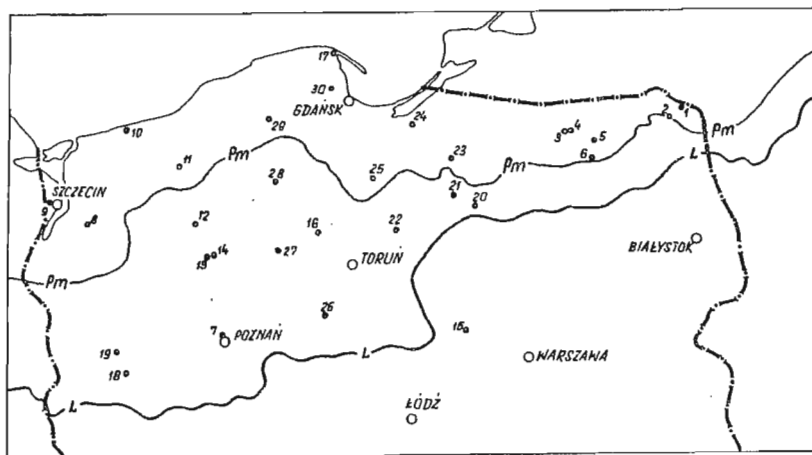 17
30
GDAŃSK
10
29
24
3
4
5
2
1
6
23
Pm
L
11
Pm
28
25
Pm
21
20
SZCZECIN
9
8
12
16
22
BIAŁYSTOK
13
14
27
TORUŃ
Pm
26
7
POZNAŃ
15
19
L
WARSZAWA
18
L
ŁÓDŹ